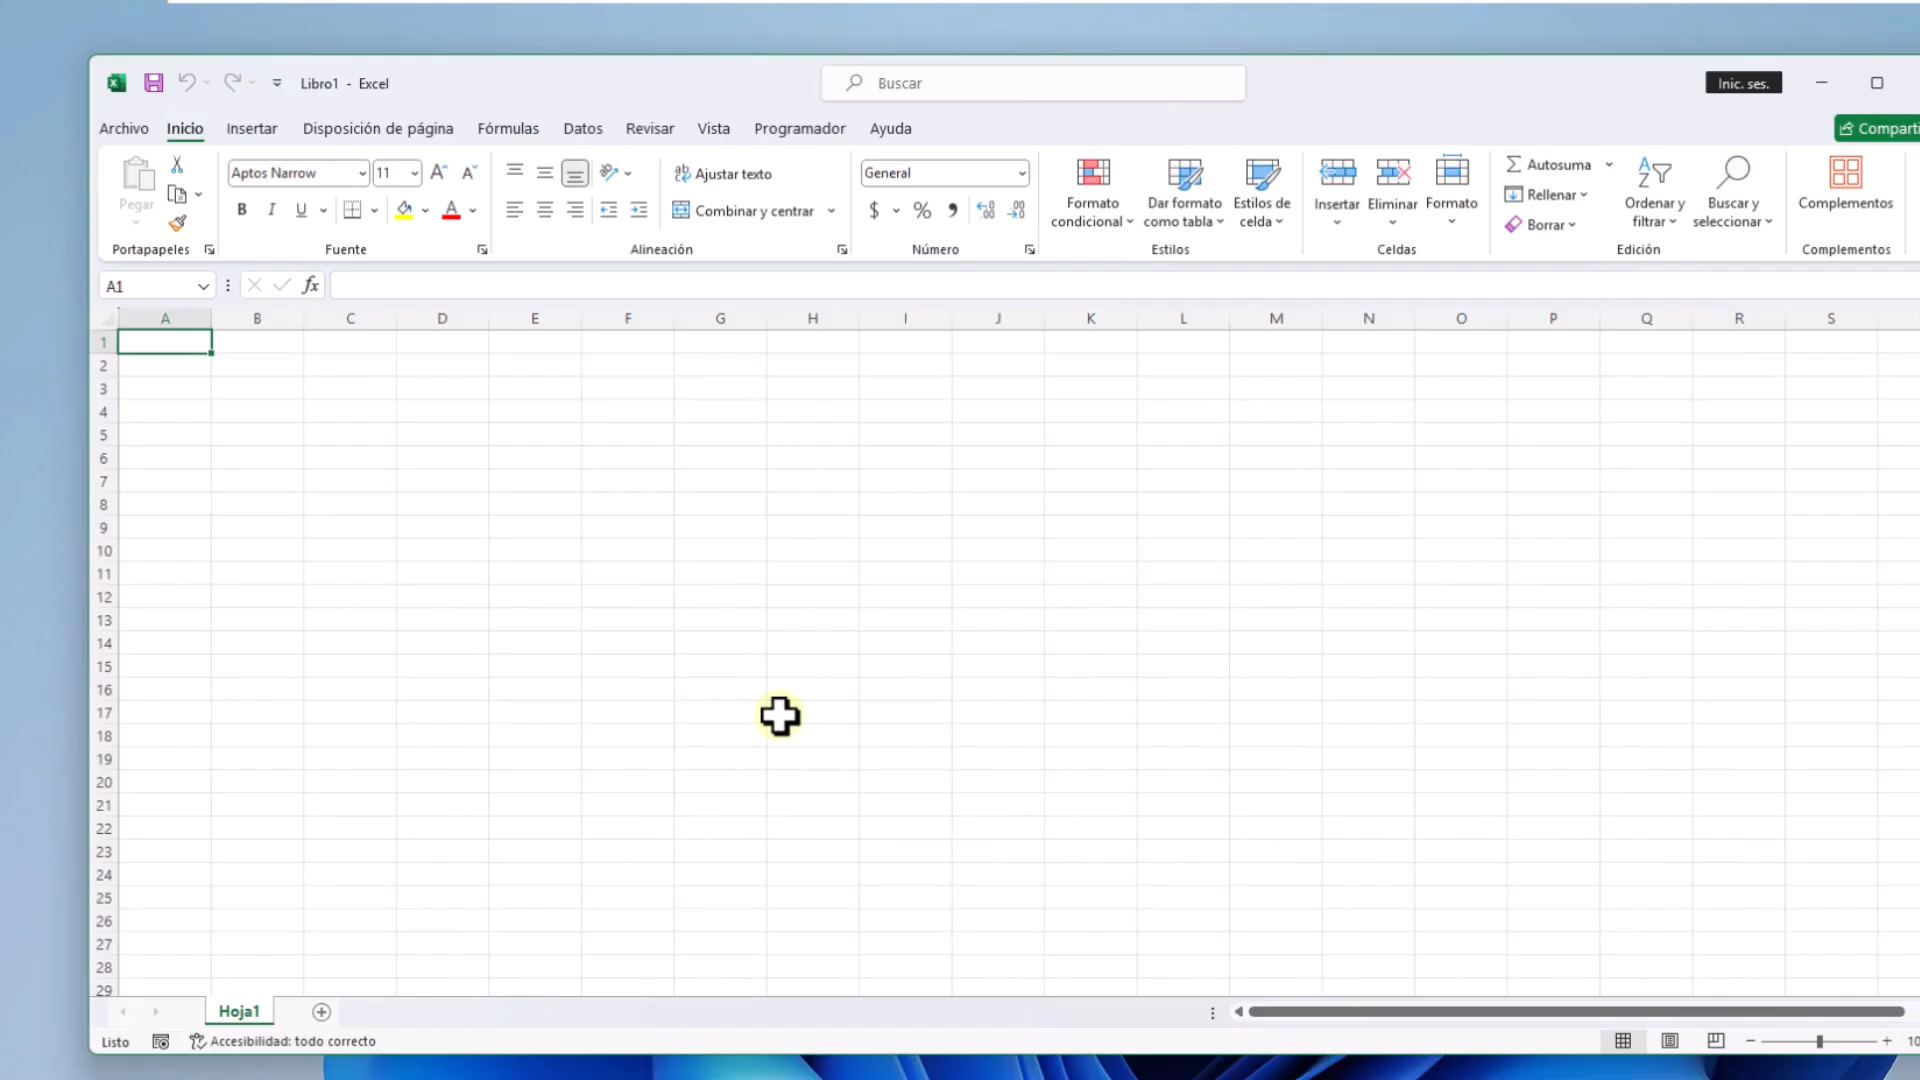 Libro1 - Excel
Buscar
Inic. ses.
Archivo Inicio Insertar Disposición de página Fórmulas Datos Revisar Vista Programador Ayuda
Comparti
Pegar
Portapapeles
Aptos Narrow 11
N K S
Fuente
Ajustar texto
Combinar y centrar
Alineación
General
$ % 
Número
Formato condicional
Dar formato como tabla
Estilos de celda
Estilos
Insertar Eliminar Formato
Celdas
Autosuma
Rellenar
Borrar
Ordenar y filtrar
Buscar y seleccionar
Edición
Complementos
Complementos
A1
fx
A B C D E F G H I J K L M N O P Q R S
1
2
3
4
5
6
7
8
9
10
11
12
13
14
15
16
17
18
19
20
21
22
23
24
25
26
27
28
29
Hoja1
Listo
Accesibilidad: todo correcto
10